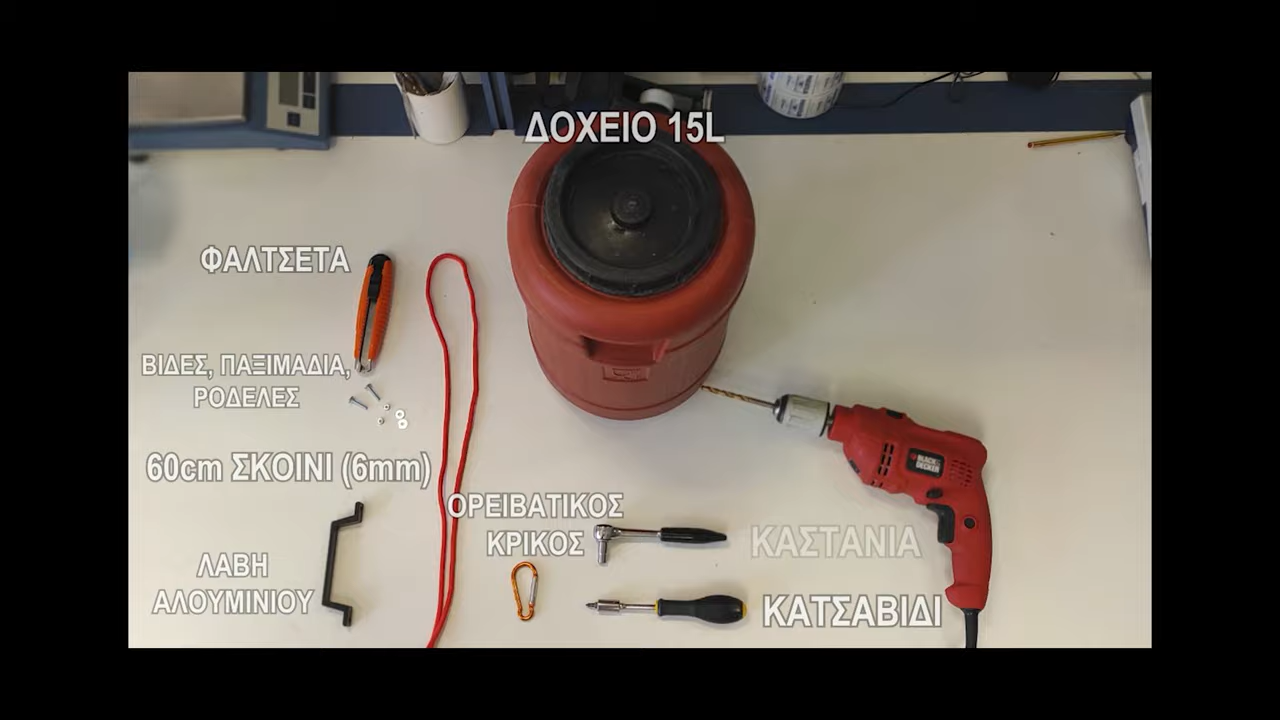 ΔΟΧΕΙΟ 15L
ΦΑΛΤΣΕΤΑ
ΒΙΔΕΣ, ΠΑΞΙΜΑΔΙΑ,
ΡΟΔΕΛΕΣ
60cm ΣΚΟΙΝΙ (6mm)
ΟΡΕΙΒΑΤΙΚΟΣ
ΚΡΙΚΟΣ
ΛΑΒΗ
ΑΛΟΥΜΙΝΙΟΥ
ΚΑΣΤΑΝΙΑ
ΚΑΤΣΑΒΙΔΙ
BLACK+
DECKER